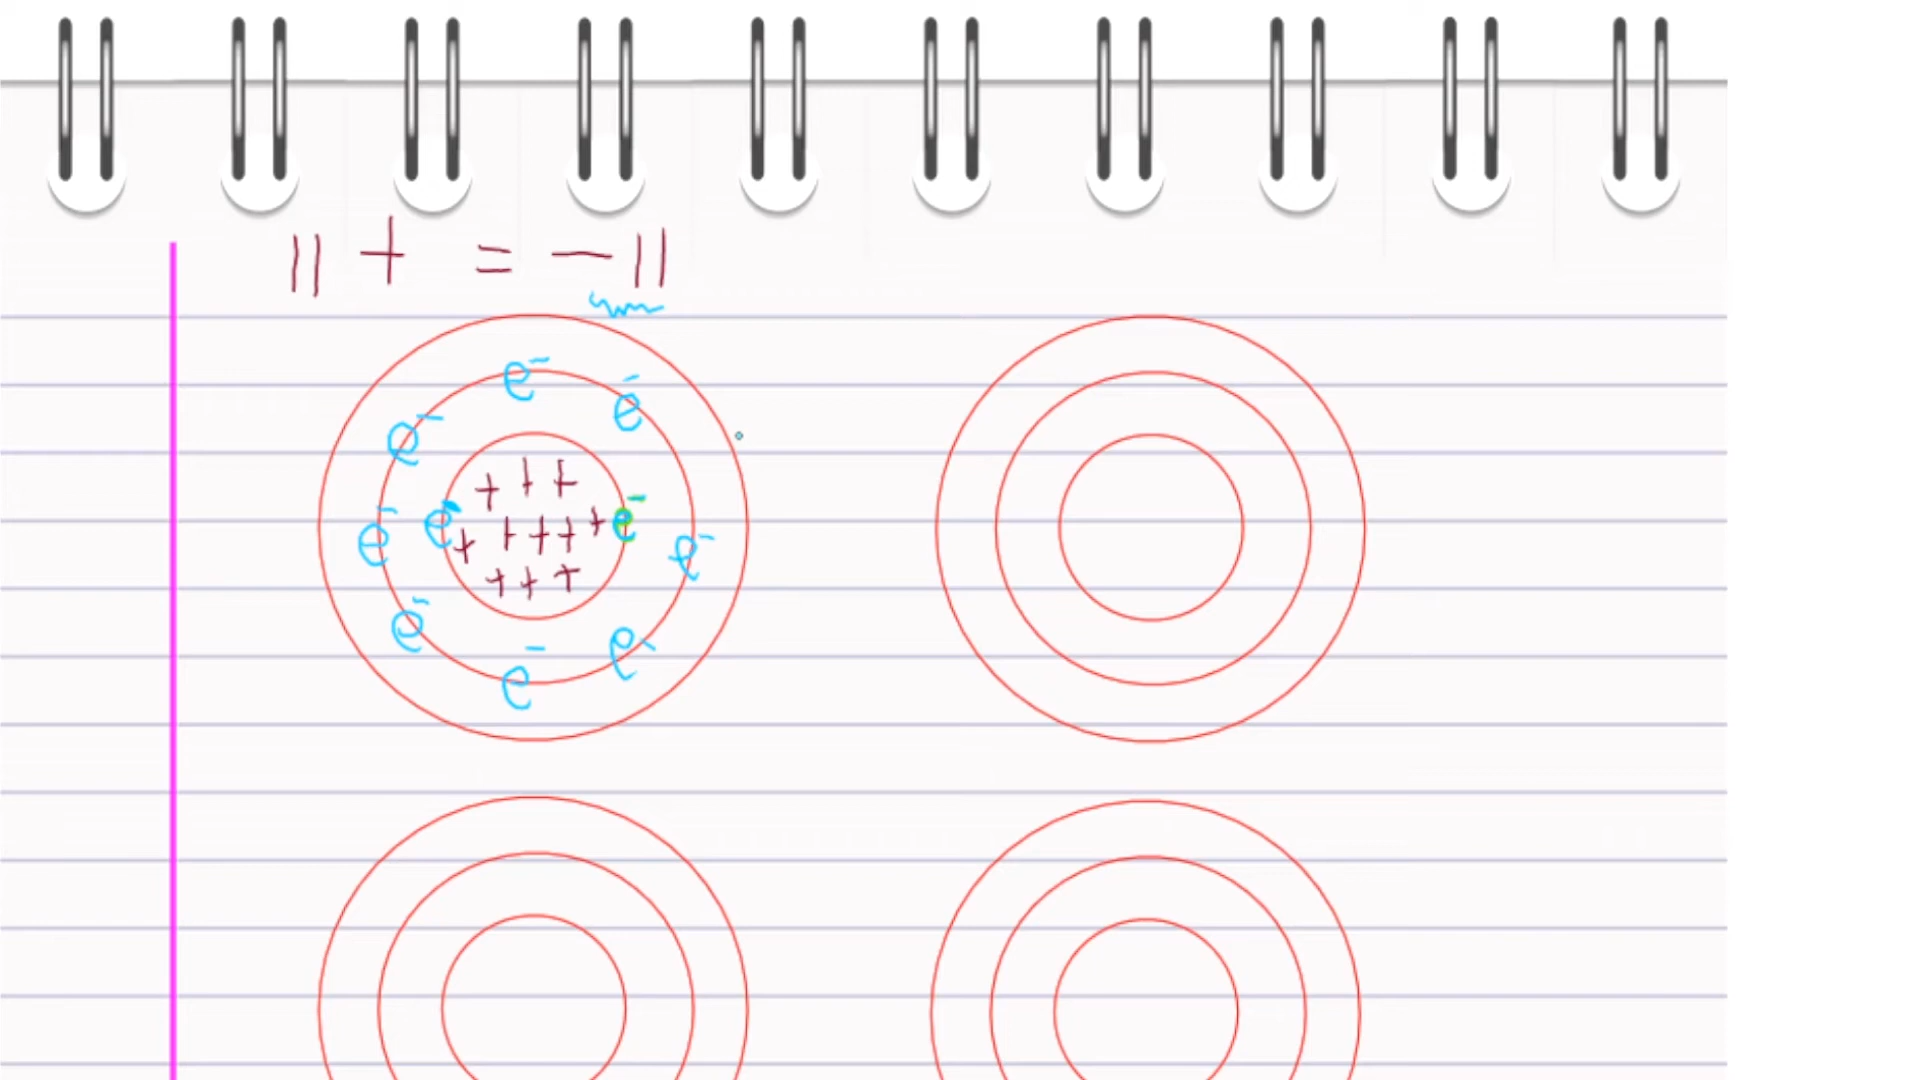 11 + = -11
e⁻ e⁻
e⁻
+ + +
e⁻ e⁻ + + + + + e⁻ e⁻
+ + +
e⁻ e⁻
e⁻